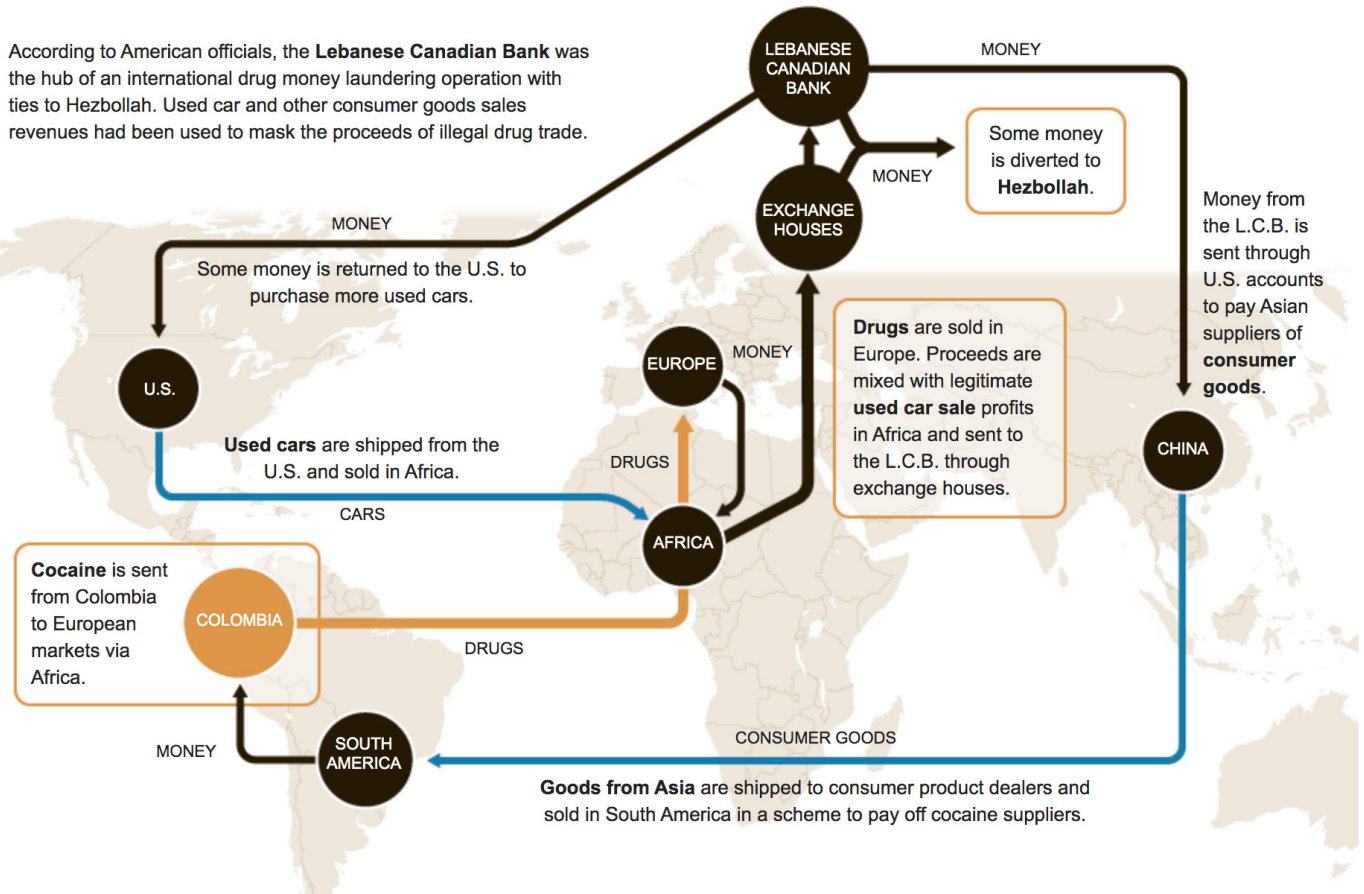 According to American officials, the Lebanese Canadian Bank was
the hub of an international drug money laundering operation with
ties to Hezbollah. Used car and other consumer goods sales
revenues had been used to mask the proceeds of illegal drug trade.
LEBANESE
CANADIAN
BANK
MONEY
Some money
is diverted to
Hezbollah.
MONEY
EXCHANGE
HOUSES
Money from
the L.C.B. is
sent through
U.S. accounts
to pay Asian
suppliers of
consumer
goods.
MONEY
Some money is returned to the U.S. to
purchase more used cars.
U.S.
EUROPE
MONEY
Drugs are sold in
Europe. Proceeds are
mixed with legitimate
used car sale profits
in Africa and sent to
the L.C.B. through
exchange houses.
CHINA
Used cars are shipped from the
U.S. and sold in Africa.
DRUGS
CARS
AFRICA
Cocaine is sent
from Colombia
to European
markets via
Africa.
COLOMBIA
DRUGS
MONEY
SOUTH
AMERICA
CONSUMER GOODS
Goods from Asia are shipped to consumer product dealers and
sold in South America in a scheme to pay off cocaine suppliers.